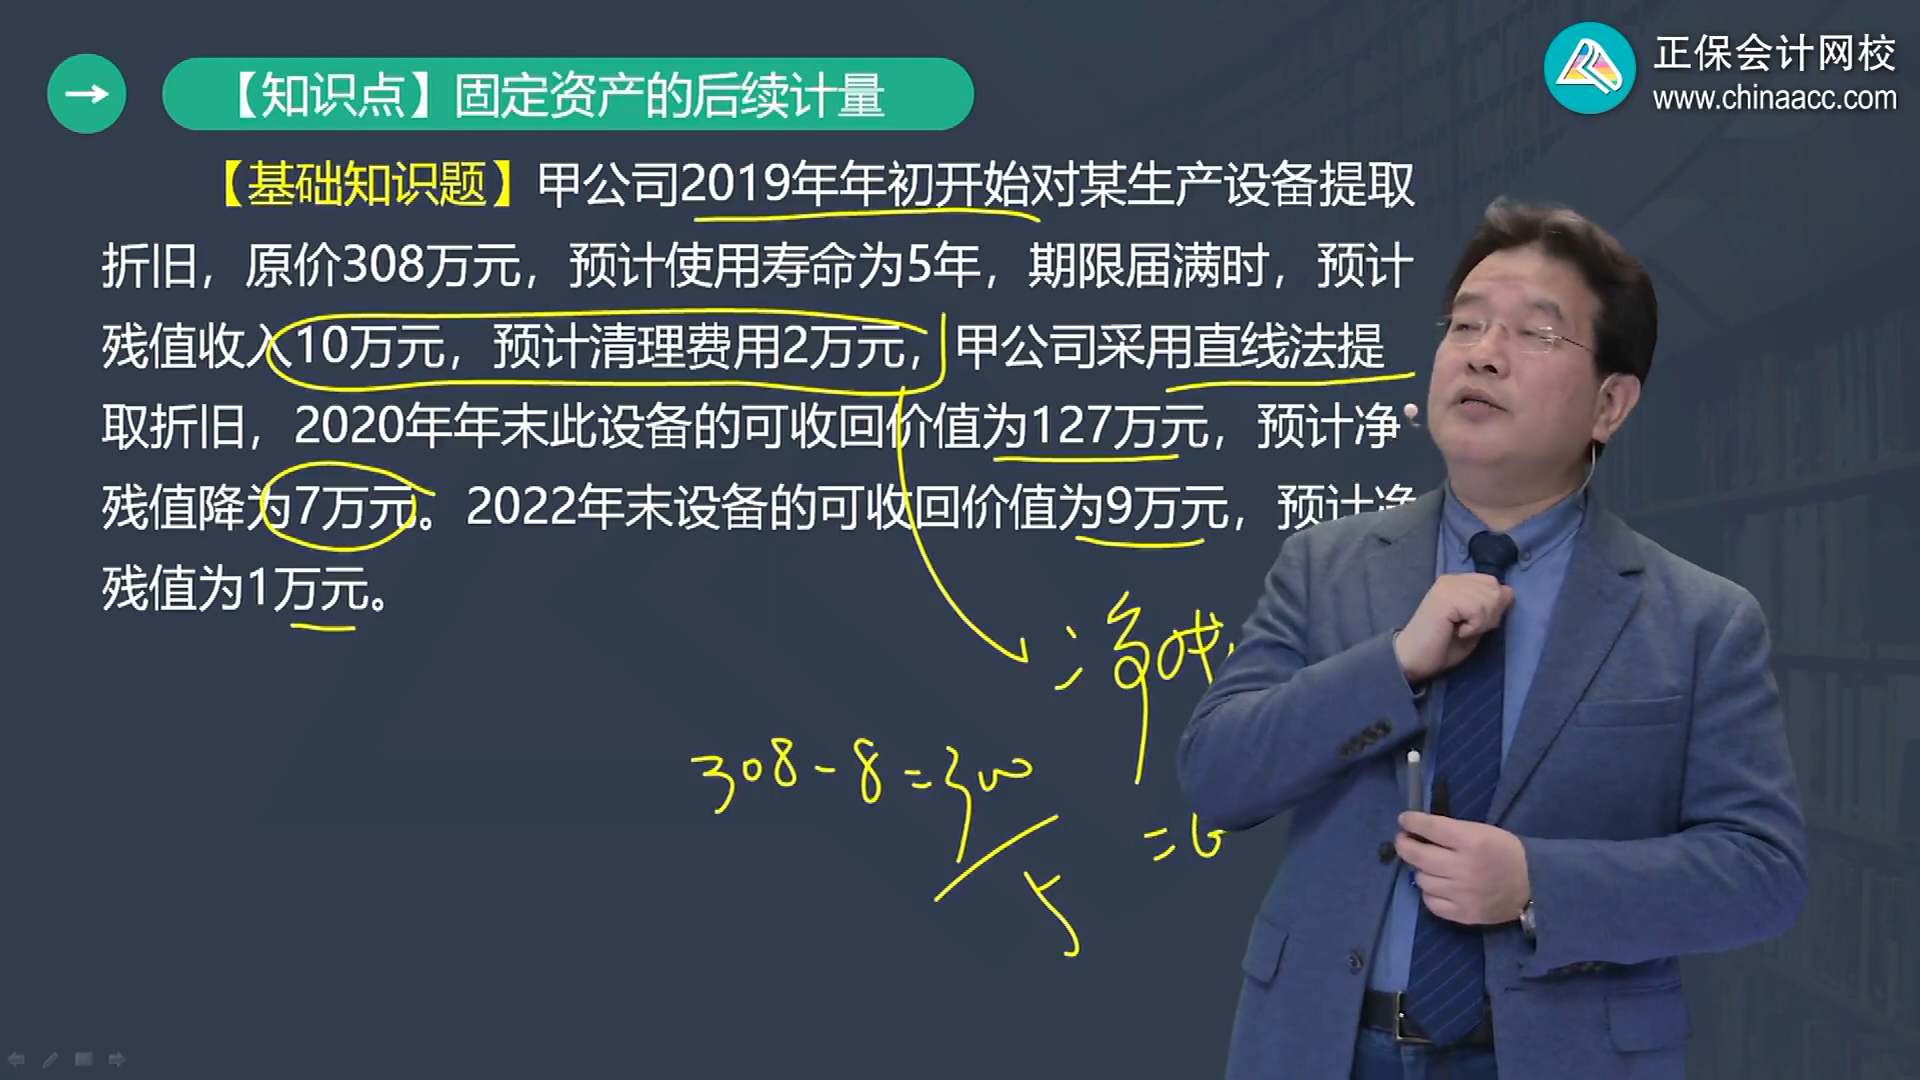 正保会计网校
www.chinaacc.com
【知识点】固定资产的后续计量
【基础知识题】甲公司2019年年初开始对某生产设备提取
折旧，原价308万元，预计使用寿命为5年，期限届满时，预计
残值收入10万元，预计清理费用2万元，甲公司采用直线法提
取折旧，2020年年末此设备的可收回价值为127万元，预计净
残值降为7万元。2022年末设备的可收回价值为9万元，预计净
残值为1万元。
净残
308-8=300
5